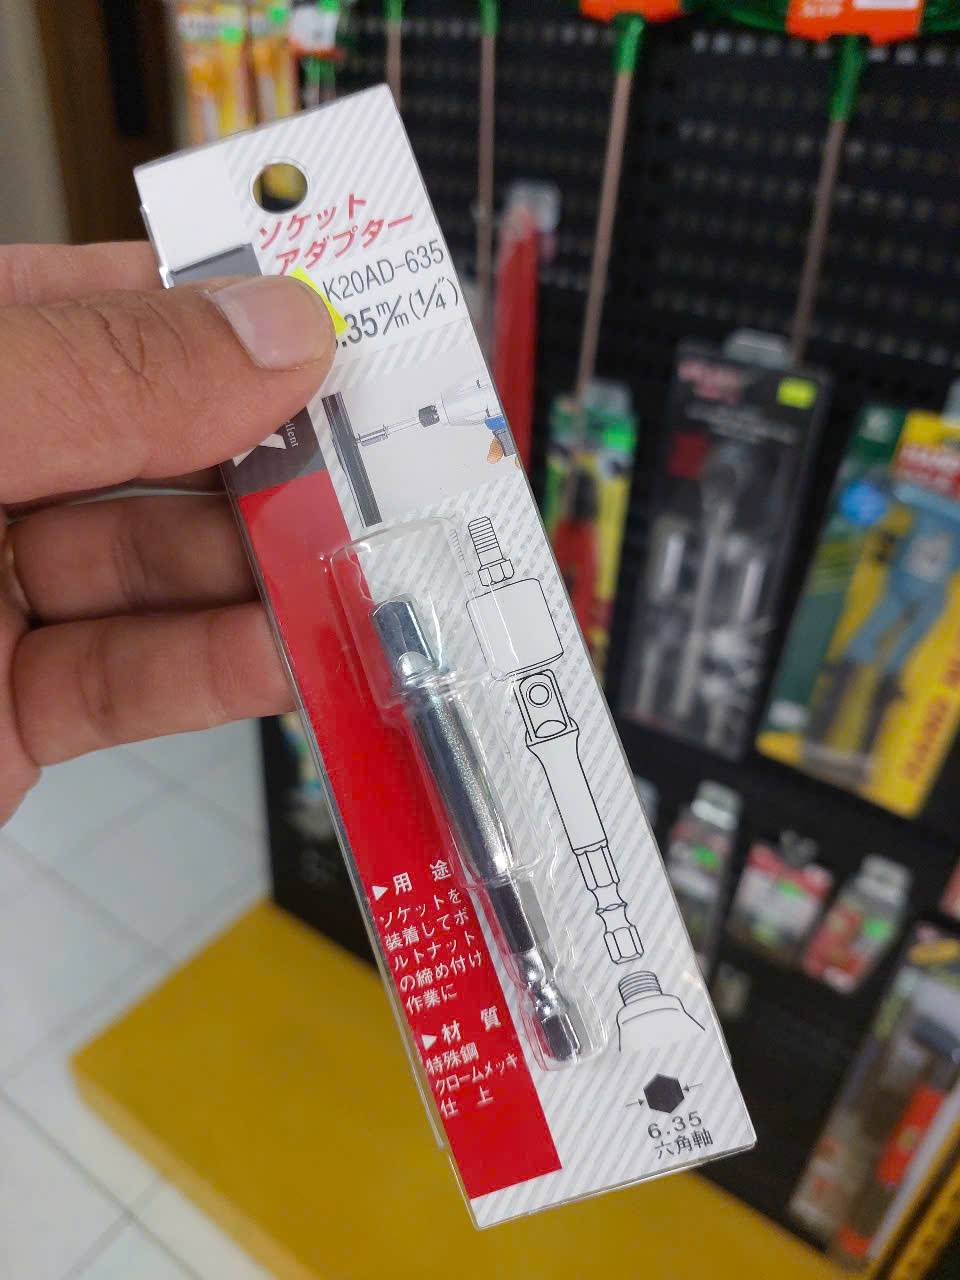 ソケット
アダプター
K20AD-635
.35m/m(1/4")
▶用 途
ソケットを
装着してボ
ルトナット
の締め付け
作業に
▶材 質
特殊鋼
クロームメッキ
仕 上
6.35
六角軸